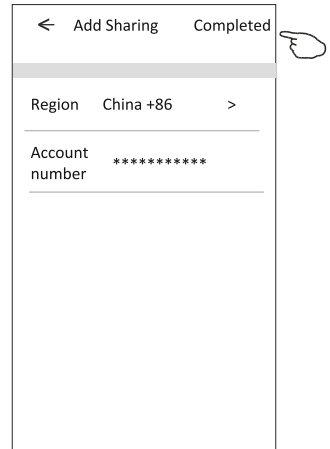 ← Add Sharing Completed
Region China +86 >
Account
number ***********